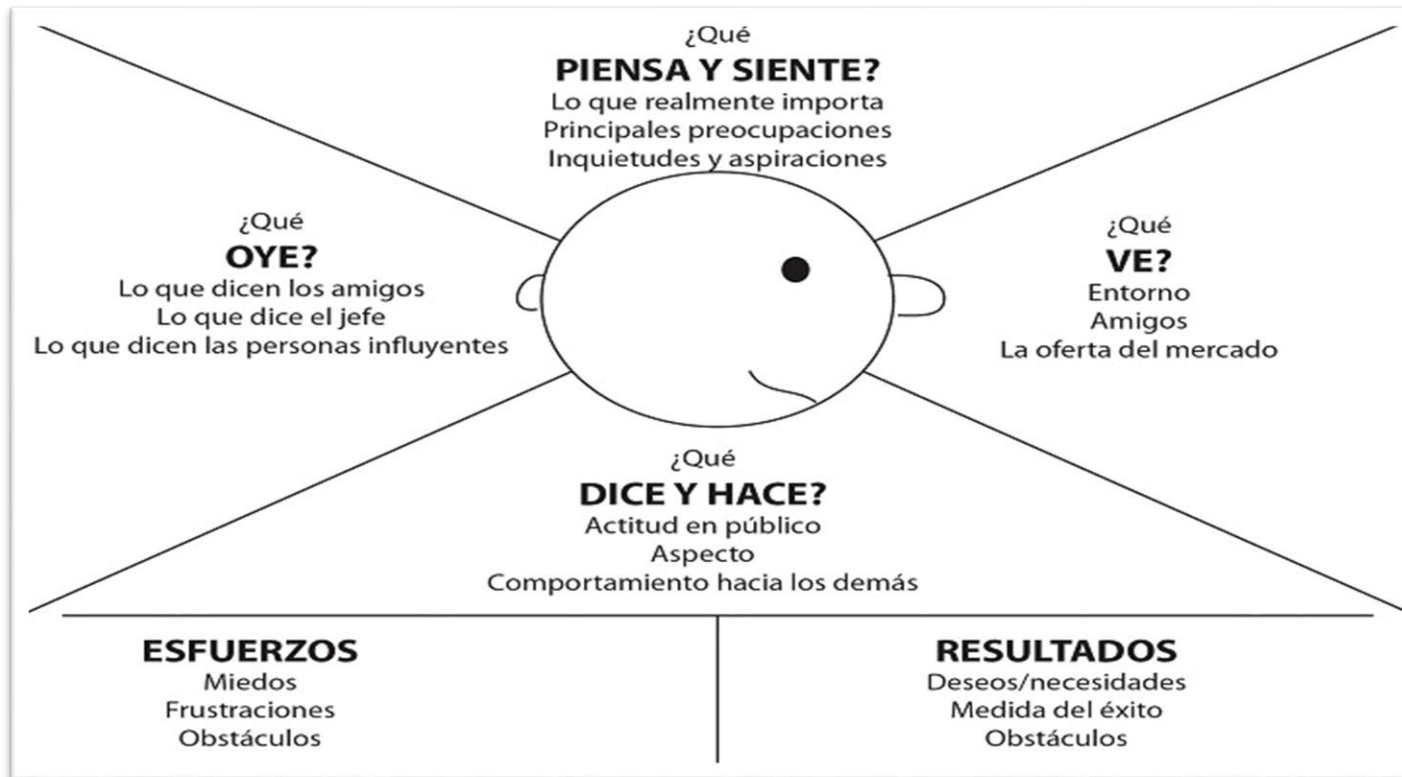 ¿Qué
PIENSA Y SIENTE?
Lo que realmente importa
Principales preocupaciones
Inquietudes y aspiraciones
¿Qué
OYE?
Lo que dicen los amigos
Lo que dice el jefe
Lo que dicen las personas influyentes
¿Qué
VE?
Entorno
Amigos
La oferta del mercado
¿Qué
DICE Y HACE?
Actitud en público
Aspecto
Comportamiento hacia los demás
ESFUERZOS
Miedos
Frustraciones
Obstáculos
RESULTADOS
Deseos/necesidades
Medida del éxito
Obstáculos